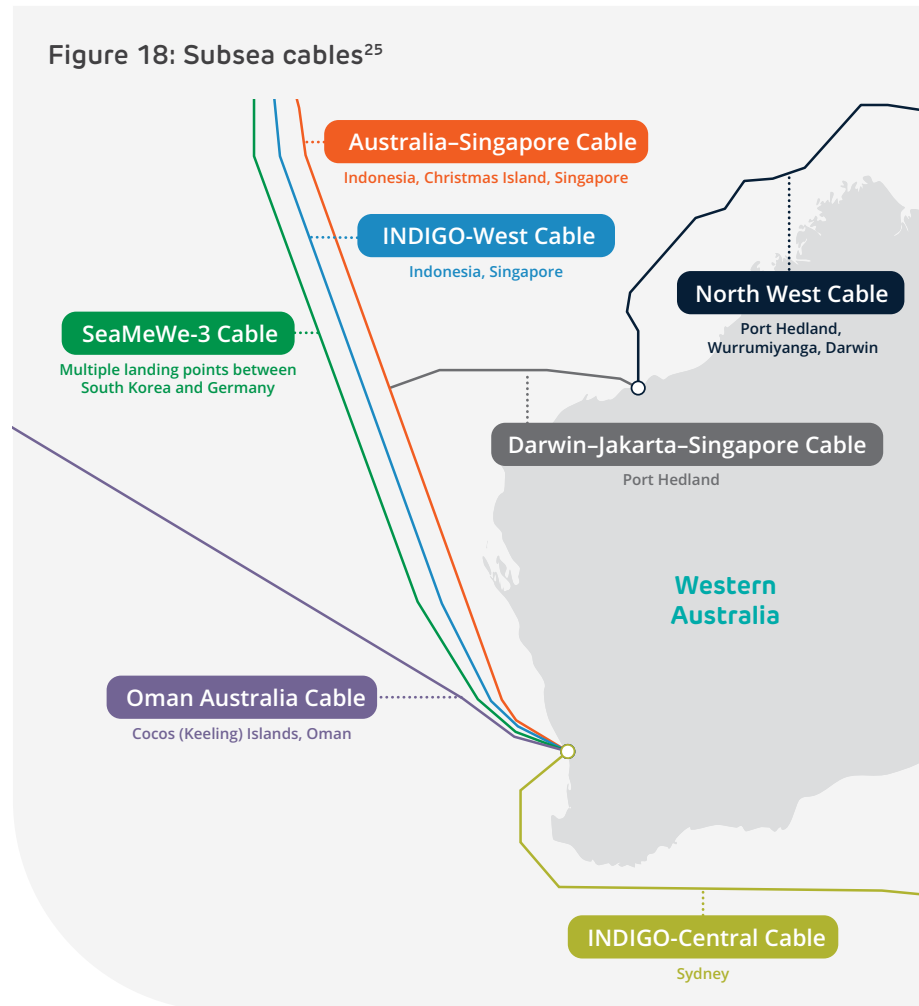 Figure 18: Subsea cables²⁵
Australia–Singapore Cable
Indonesia, Christmas Island, Singapore
INDIGO-West Cable
Indonesia, Singapore
North West Cable
Port Hedland,
Wurrumiyanga, Darwin
SeaMeWe-3 Cable
Multiple landing points between
South Korea and Germany
Darwin–Jakarta–Singapore Cable
Port Hedland
Western
Australia
Oman Australia Cable
Cocos (Keeling) Islands, Oman
INDIGO-Central Cable
Sydney